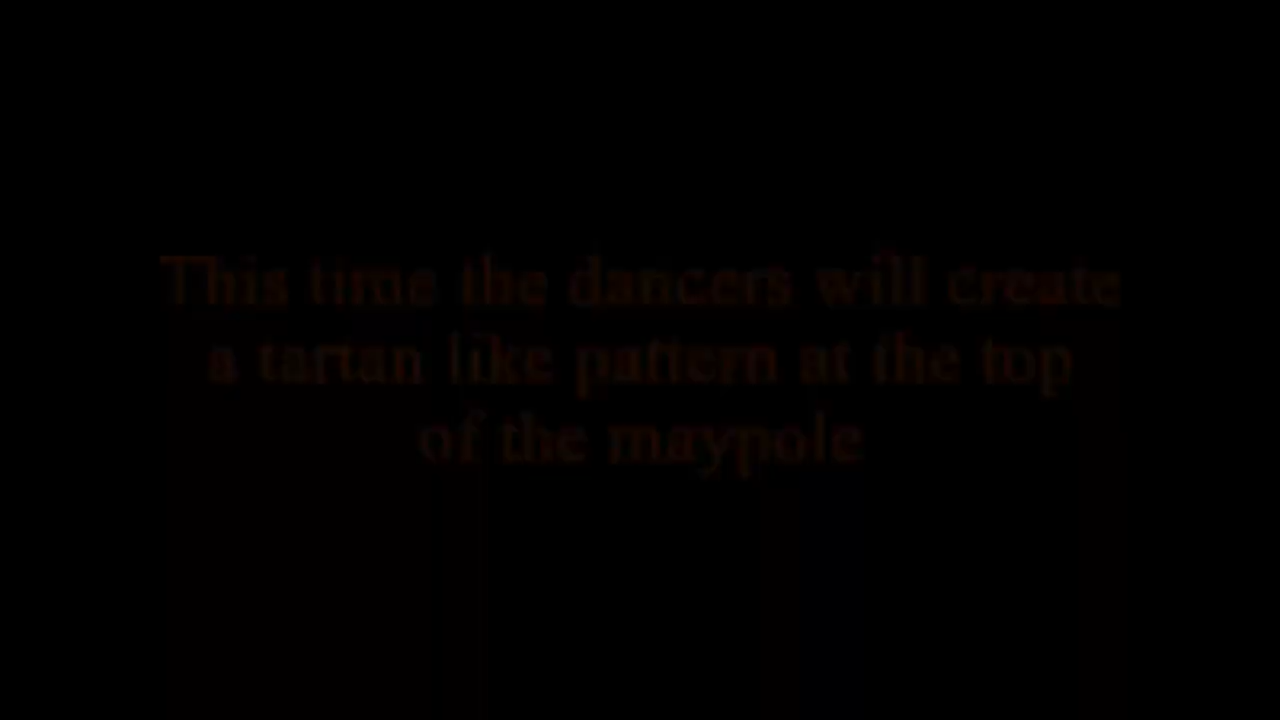 This time the dancers will create
a tartan like pattern at the top
of the maypole